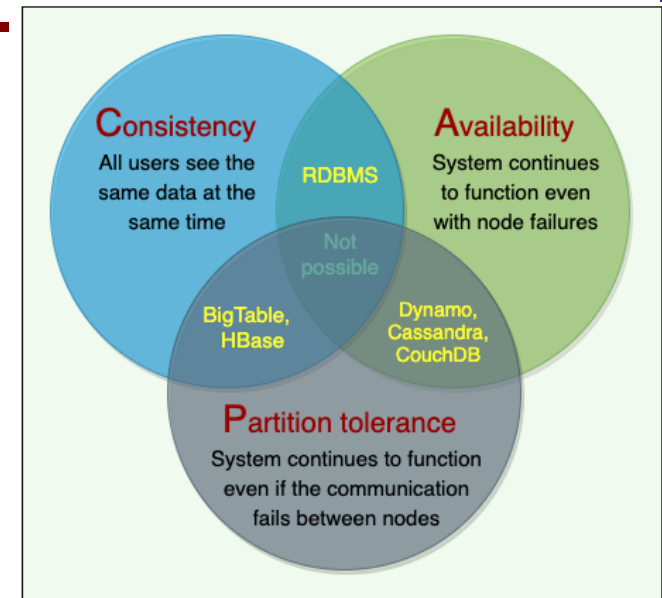 Consistency
All users see the
same data at the
same time
RDBMS
Availability
System continues
to function even
with node failures
Not
possible
BigTable,
HBase
Dynamo,
Cassandra,
CouchDB
Partition tolerance
System continues to function
even if the communication
fails between nodes